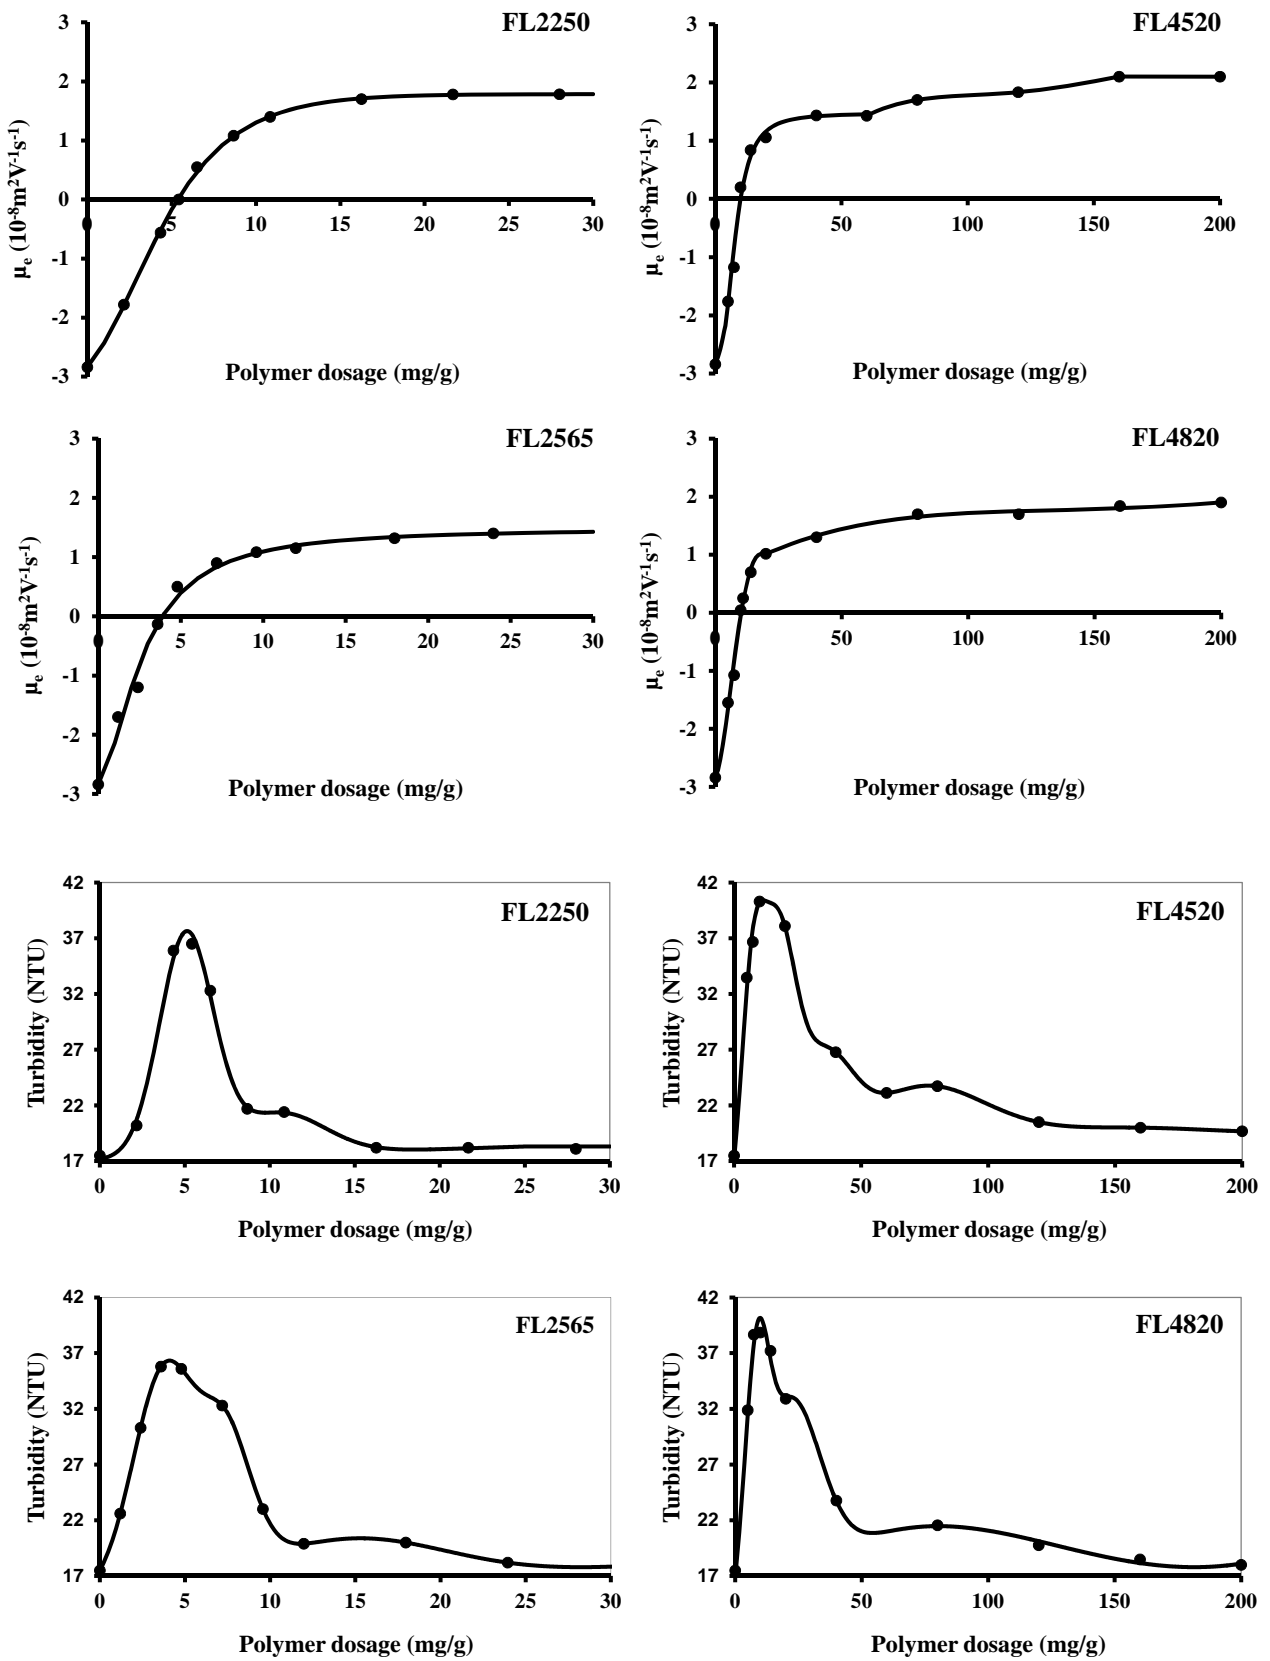 FL2250
3
2
1
0
-1
-2
-3
0 5 10 15 20 25 30
μe (10-8m2V-1s-1)
Polymer dosage (mg/g)
FL4520
3
2
1
0
-1
-2
-3
0 50 100 150 200
μe (10-8m2V-1s-1)
Polymer dosage (mg/g)
FL2565
3
2
1
0
-1
-2
-3
0 5 10 15 20 25 30
μe (10-8m2V-1s-1)
Polymer dosage (mg/g)
FL4820
3
2
1
0
-1
-2
-3
0 50 100 150 200
μe (10-8m2V-1s-1)
Polymer dosage (mg/g)
FL2250
42
37
32
27
22
17
0 5 10 15 20 25 30
Turbidity (NTU)
Polymer dosage (mg/g)
FL4520
42
37
32
27
22
17
0 50 100 150 200
Turbidity (NTU)
Polymer dosage (mg/g)
FL2565
42
37
32
27
22
17
0 5 10 15 20 25 30
Turbidity (NTU)
Polymer dosage (mg/g)
FL4820
42
37
32
27
22
17
0 50 100 150 200
Turbidity (NTU)
Polymer dosage (mg/g)